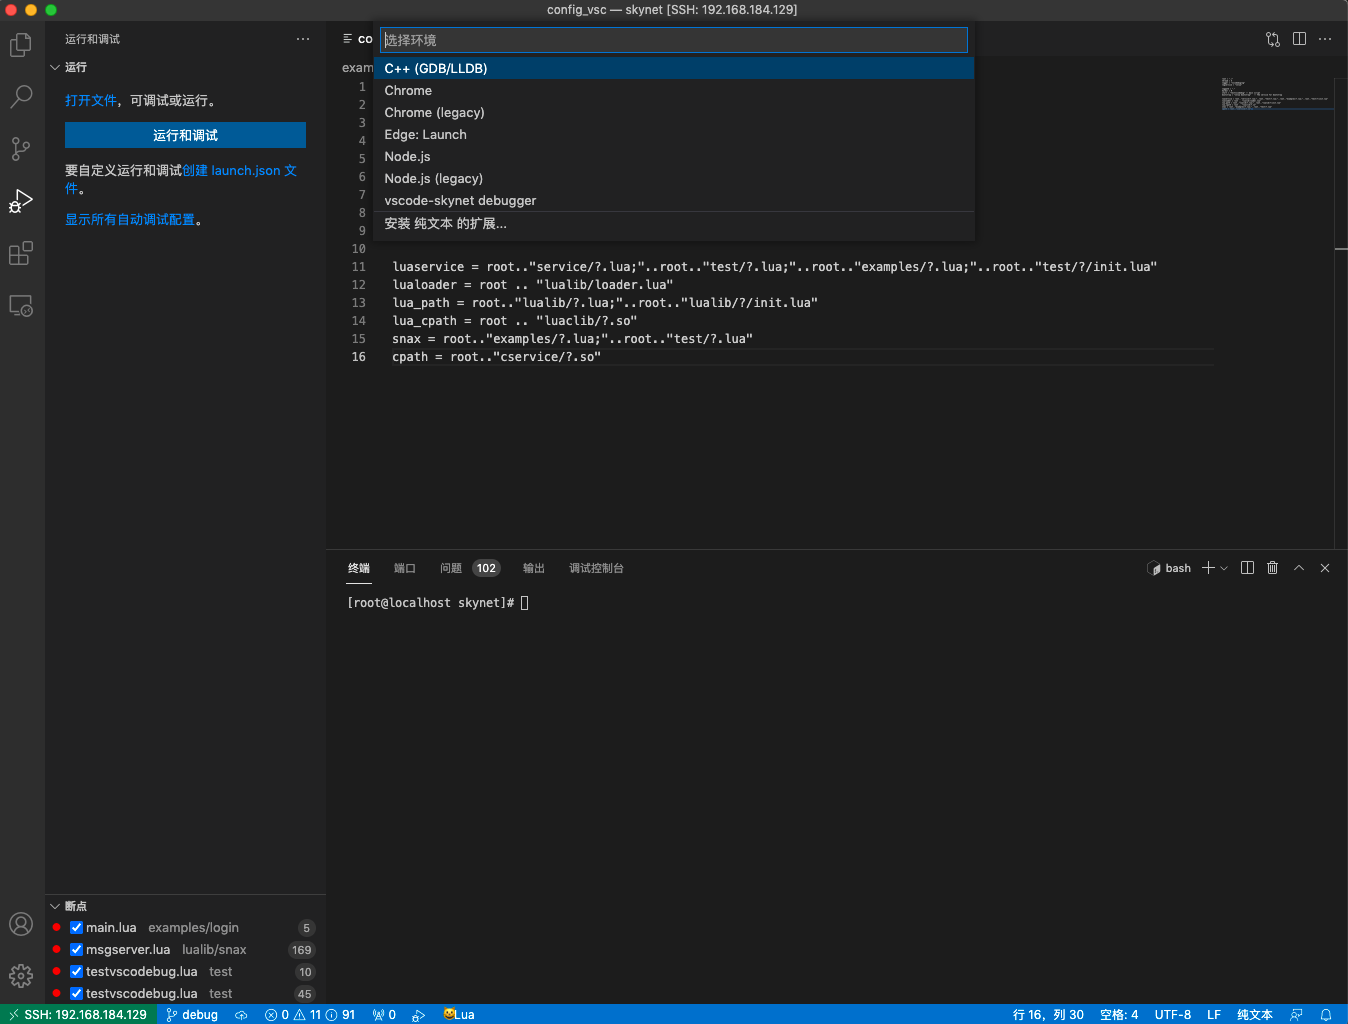 config_vsc — skynet [SSH: 192.168.184.129]
运行和调试
运行
打开文件，可调试或运行。
运行和调试
要自定义运行和调试创建 launch.json 文
件。
显示所有自动调试配置。
co
选择环境
exam
C++ (GDB/LLDB)
Chrome
Chrome (legacy)
Edge: Launch
Node.js
Node.js (legacy)
vscode-skynet debugger
安装 纯文本 的扩展...
1
2
3
4
5
6
7
8
9
10
11 luaservice = root.."service/?.lua;"..root.."test/?.lua;"..root.."examples/?.lua;"..root.."test/?/init.lua"
12 lualoader = root .. "lualib/loader.lua"
13 lua_path = root.."lualib/?.lua;"..root.."lualib/?/init.lua"
14 lua_cpath = root .. "luaclib/?.so"
15 snax = root.."examples/?.lua;"..root.."test/?.lua"
16 cpath = root.."cservice/?.so"
终端 端口 问题 102 输出 调试控制台
bash
[root@localhost skynet]#
断点
main.lua examples/login 5
msgserver.lua lualib/snax 169
testvscodebug.lua test 10
testvscodebug.lua test 45
SSH: 192.168.184.129 debug 0 11 91 0 Lua
行 16，列 30 空格: 4 UTF-8 LF 纯文本